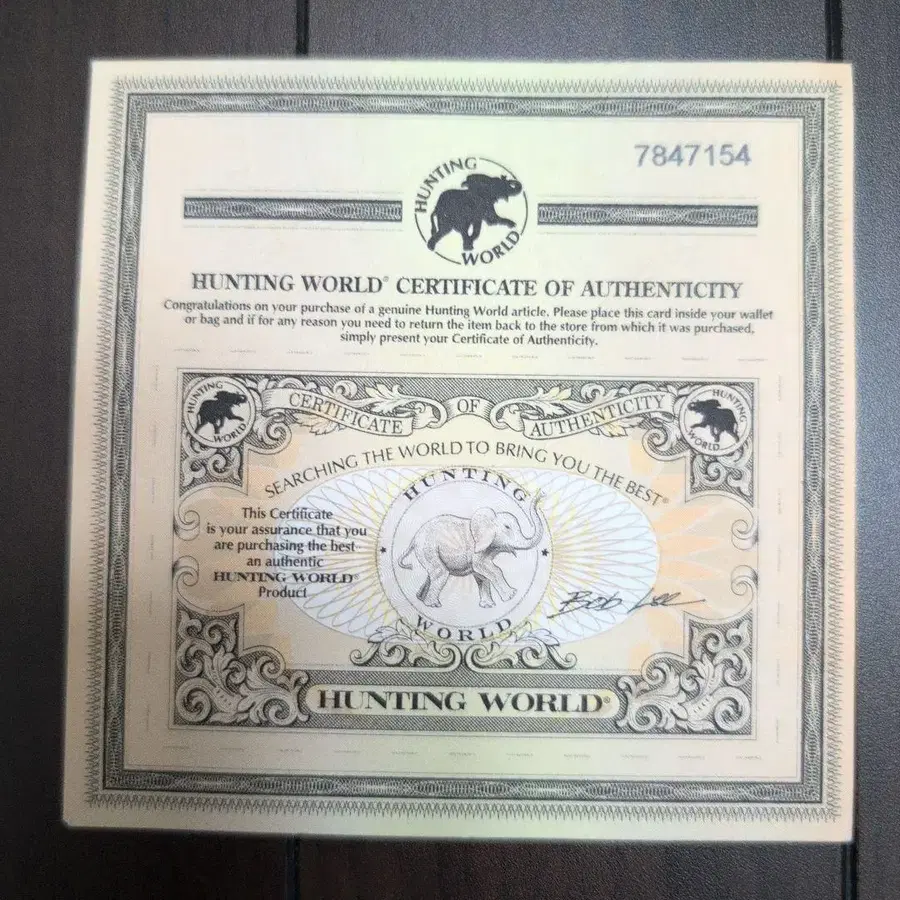 7847154
HUNTING
WORLD
HUNTING WORLD® CERTIFICATE OF AUTHENTICITY
Congratulations on your purchase of a genuine Hunting World article. Please place this card inside your wallet
or bag and if for any reason you need to return the item back to the store from which it was purchased,
simply present your Certificate of Authenticity.
HUNTING
WORLD
CERTIFICATE OF AUTHENTICITY
HUNTING
WORLD
SEARCHING THE WORLD TO BRING YOU THE BEST®
HUNTING
WORLD
This Certificate
is your assurance that you
are purchasing the best
an authentic
HUNTING WORLD®
Product
Bob Lee
HUNTING WORLD®